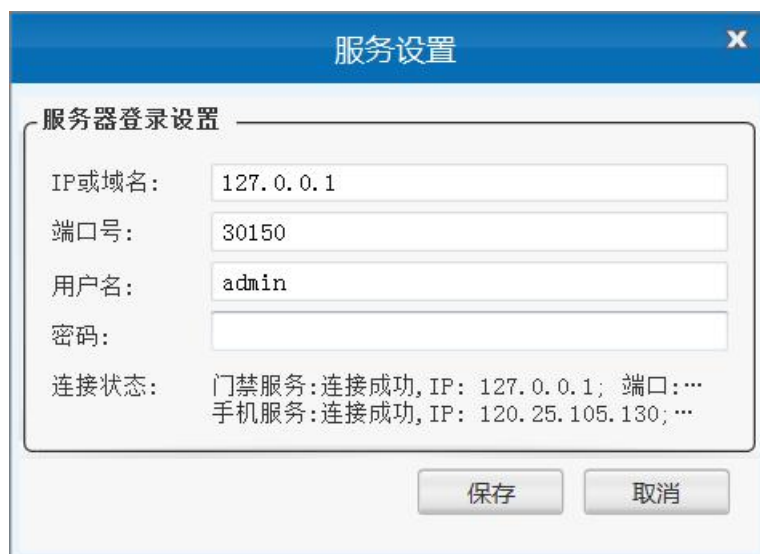 服务设置
服务器登录设置
IP或域名: 127.0.0.1
端口号: 30150
用户名: admin
密码:
连接状态: 门禁服务:连接成功,IP: 127.0.0.1; 端口:…
手机服务:连接成功,IP: 120.25.105.130;…
保存 取消